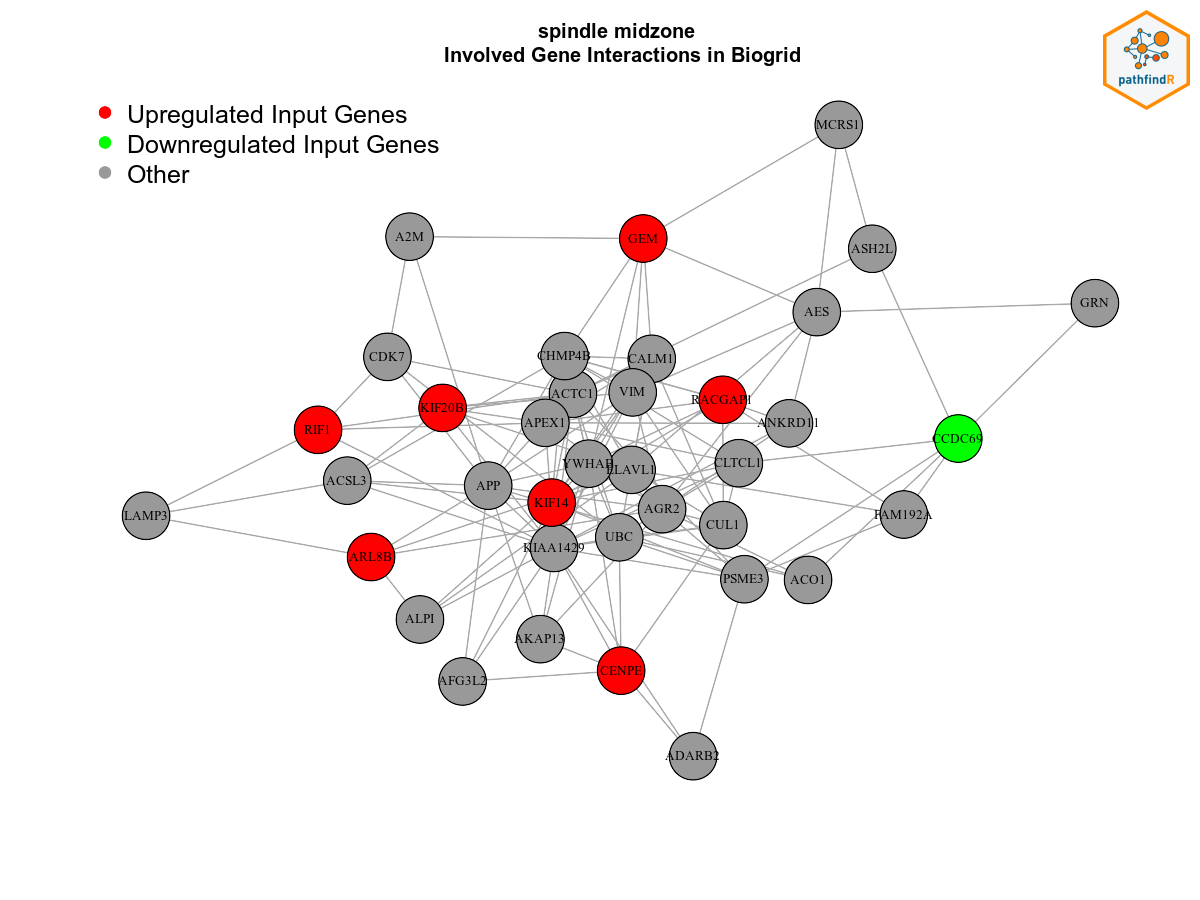 spindle midzone
Involved Gene Interactions in Biogrid
pathfindR
Upregulated Input Genes
Downregulated Input Genes
Other
MCRS1
A2M
GEM
ASH2L
GRN
AES
CDK7
CHMP4B
CALM1
ACTC1
VIM
RACGAP1
KIF20B
RIF1
APEX1
ANKRD11
CCDC69
YWHAB
ELAVL1
CLTCL1
ACSL3
APP
KIF14
AGR2
LAMP3
FAM192A
CUL1
UBC
KIAA1429
ARL8B
PSME3
ACO1
ALPI
AKAP13
CENPE
AFG3L2
ADARB2